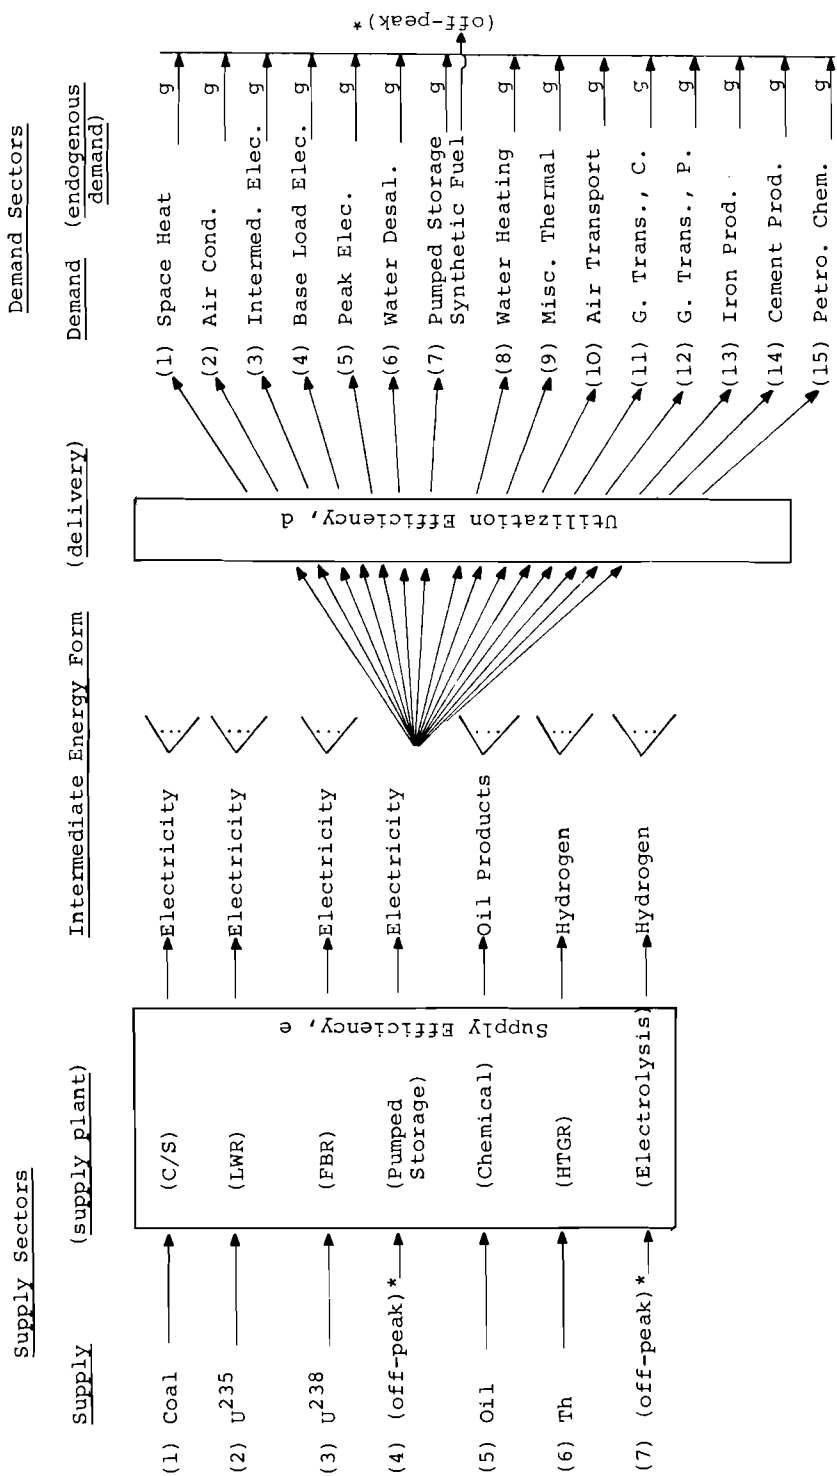 Supply Sectors
Demand Sectors
Supply
(supply plant)
Intermediate Energy Form
(delivery)
Demand
(endogenous
demand)
(1) Coal
(C/S)
Electricity
...
(2) U²³⁵
(LWR)
Electricity
...
(3) U²³⁸
(FBR)
Electricity
...
(4) (off-peak)*
(Pumped
Storage)
Electricity
(5) Oil
(Chemical)
Oil Products
...
(6) Th
(HTGR)
Hydrogen
...
(7) (off-peak)*
(Electrolysis)
Hydrogen
...
Supply Efficiency, e
Utilization Efficiency, d
(1) Space Heat g
(2) Air Cond. g
(3) Intermed. Elec. g
(4) Base Load Elec. g
(5) Peak Elec. g
(6) Water Desal. g
(7) Pumped Storage g
Synthetic Fuel
(off-peak)*
(8) Water Heating g
(9) Misc. Thermal g
(10) Air Transport g
(11) G. Trans., C. g
(12) G. Trans., P. g
(13) Iron Prod. g
(14) Cement Prod. g
(15) Petro. Chem. g